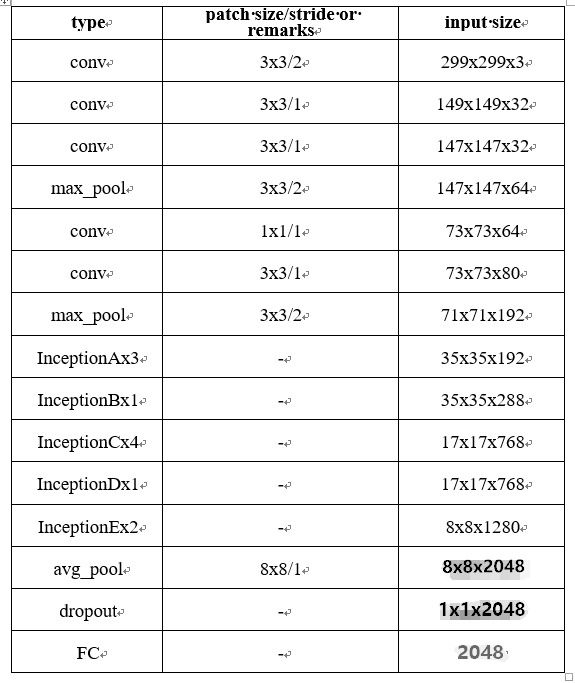 type patch size/stride or remarks input size
conv 3x3/2 299x299x3
conv 3x3/1 149x149x32
conv 3x3/1 147x147x32
max_pool 3x3/2 147x147x64
conv 1x1/1 73x73x64
conv 3x3/1 73x73x80
max_pool 3x3/2 71x71x192
InceptionAx3 - 35x35x192
InceptionBx1 - 35x35x288
InceptionCx4 - 17x17x768
InceptionDx1 - 17x17x768
InceptionEx2 - 8x8x1280
avg_pool 8x8/1 8x8x2048
dropout - 1x1x2048
FC - 2048